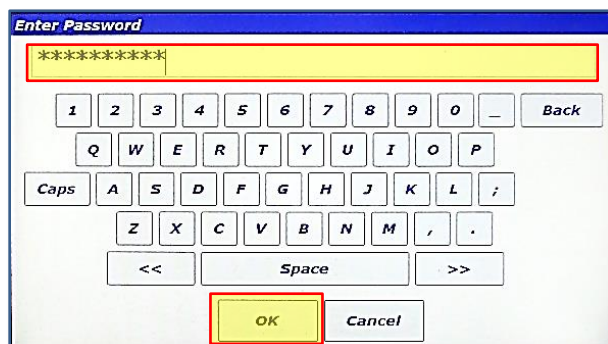 Enter Password
**********
1 2 3 4 5 6 7 8 9 0 _ Back
Q W E R T Y U I O P
Caps A S D F G H J K L ;
Z X C V B N M , .
<< Space >>
OK Cancel